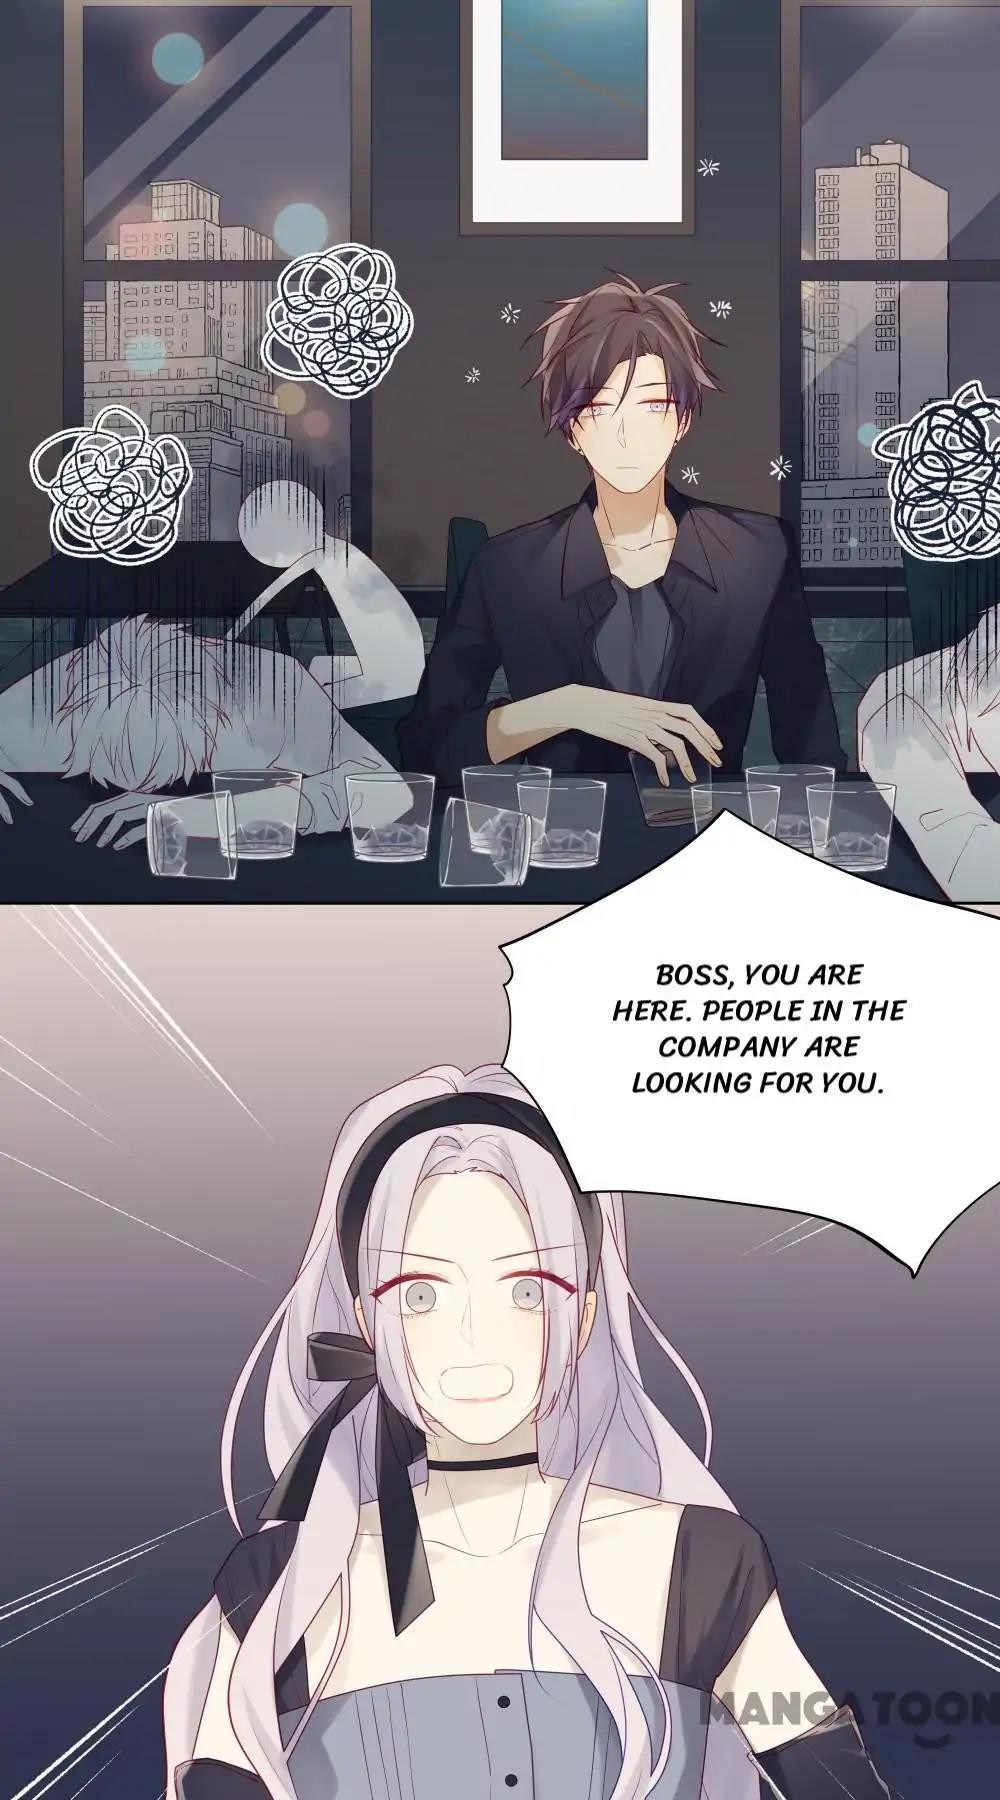 BOSS, YOU ARE
HERE. PEOPLE IN THE
COMPANY ARE
LOOKING FOR YOU.
MANGATOON